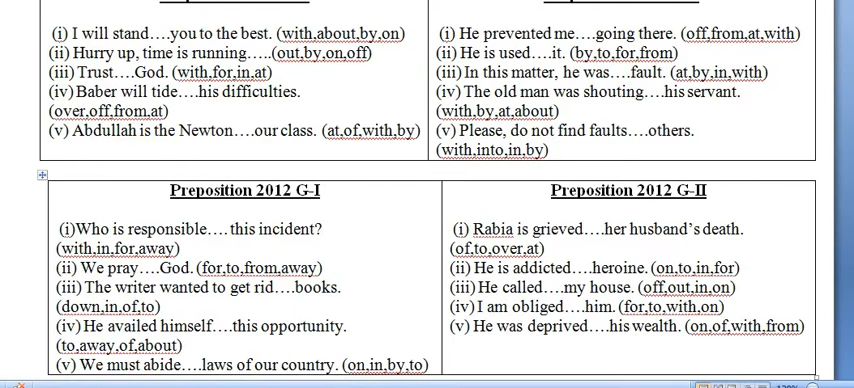 (i) I will stand….you to the best. (with,about,by,on)
(ii) Hurry up, time is running…..(out,by,on,off)
(iii) Trust….God. (with,for,in,at)
(iv) Baber will tide….his difficulties.
(over,off,from,at)
(v) Abdullah is the Newton….our class. (at,of,with,by)
(i) He prevented me….going there. (off,from,at,with)
(ii) He is used….it. (by,to,for,from)
(iii) In this matter, he was….fault. (at,by,in,with)
(iv) The old man was shouting….his servant.
(with,by,at,about)
(v) Please, do not find faults….others.
(with,into,in,by)
Preposition 2012 G-I
(i)Who is responsible…. this incident?
(with,in,for,away)
(ii) We pray….God. (for,to,from,away)
(iii) The writer wanted to get rid….books.
(down,in,of,to)
(iv) He availed himself….this opportunity.
(to,away,of,about)
(v) We must abide….laws of our country. (on,in,by,to)
Preposition 2012 G-II
(i) Rabia is grieved….her husband’s death.
(of,to,over,at)
(ii) He is addicted….heroine. (on,to,in,for)
(iii) He called….my house. (off,out,in,on)
(iv) I am obliged….him. (for,to,with,on)
(v) He was deprived….his wealth. (on,of,with,from)